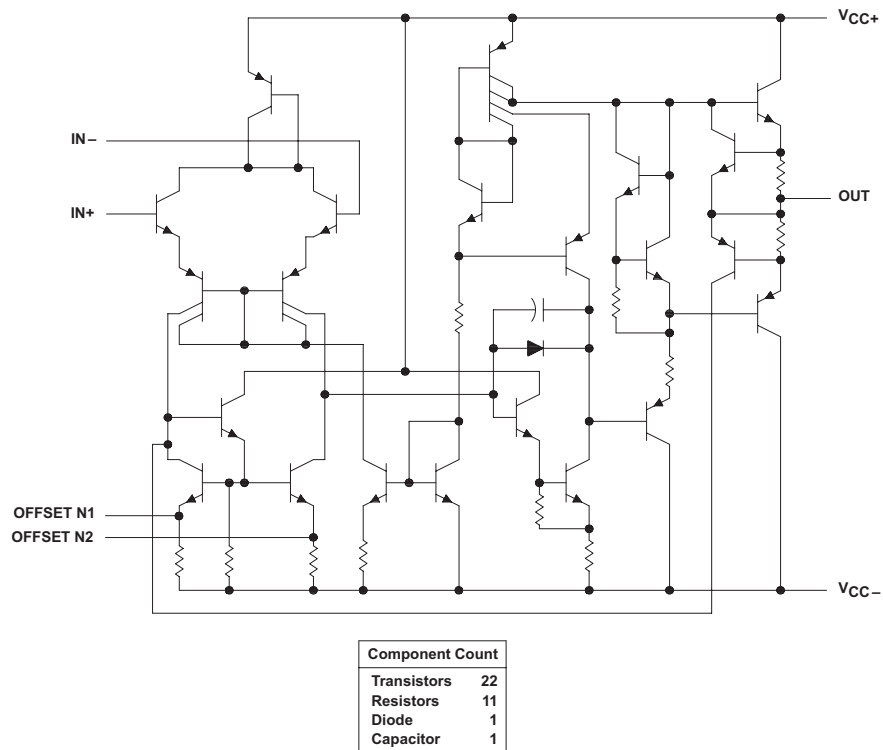 VCC+
IN−
IN+
OUT
OFFSET N1
OFFSET N2
VCC−
Component Count
Transistors 22
Resistors 11
Diode 1
Capacitor 1